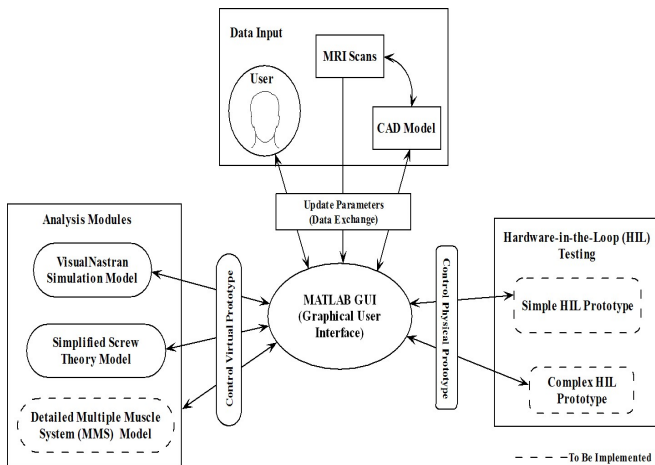 Data Input
MRI Scans
User
CAD Model
Update Parameters
(Data Exchange)
Analysis Modules
VisualNastran
Simulation Model
Simplified Screw
Theory Model
Detailed Multiple Muscle
System (MMS) Model
Control Virtual Prototype
MATLAB GUI
(Graphical User
Interface)
Control Physical Prototype
Hardware-in-the-Loop (HIL)
Testing
Simple HIL Prototype
Complex HIL
Prototype
To Be Implemented